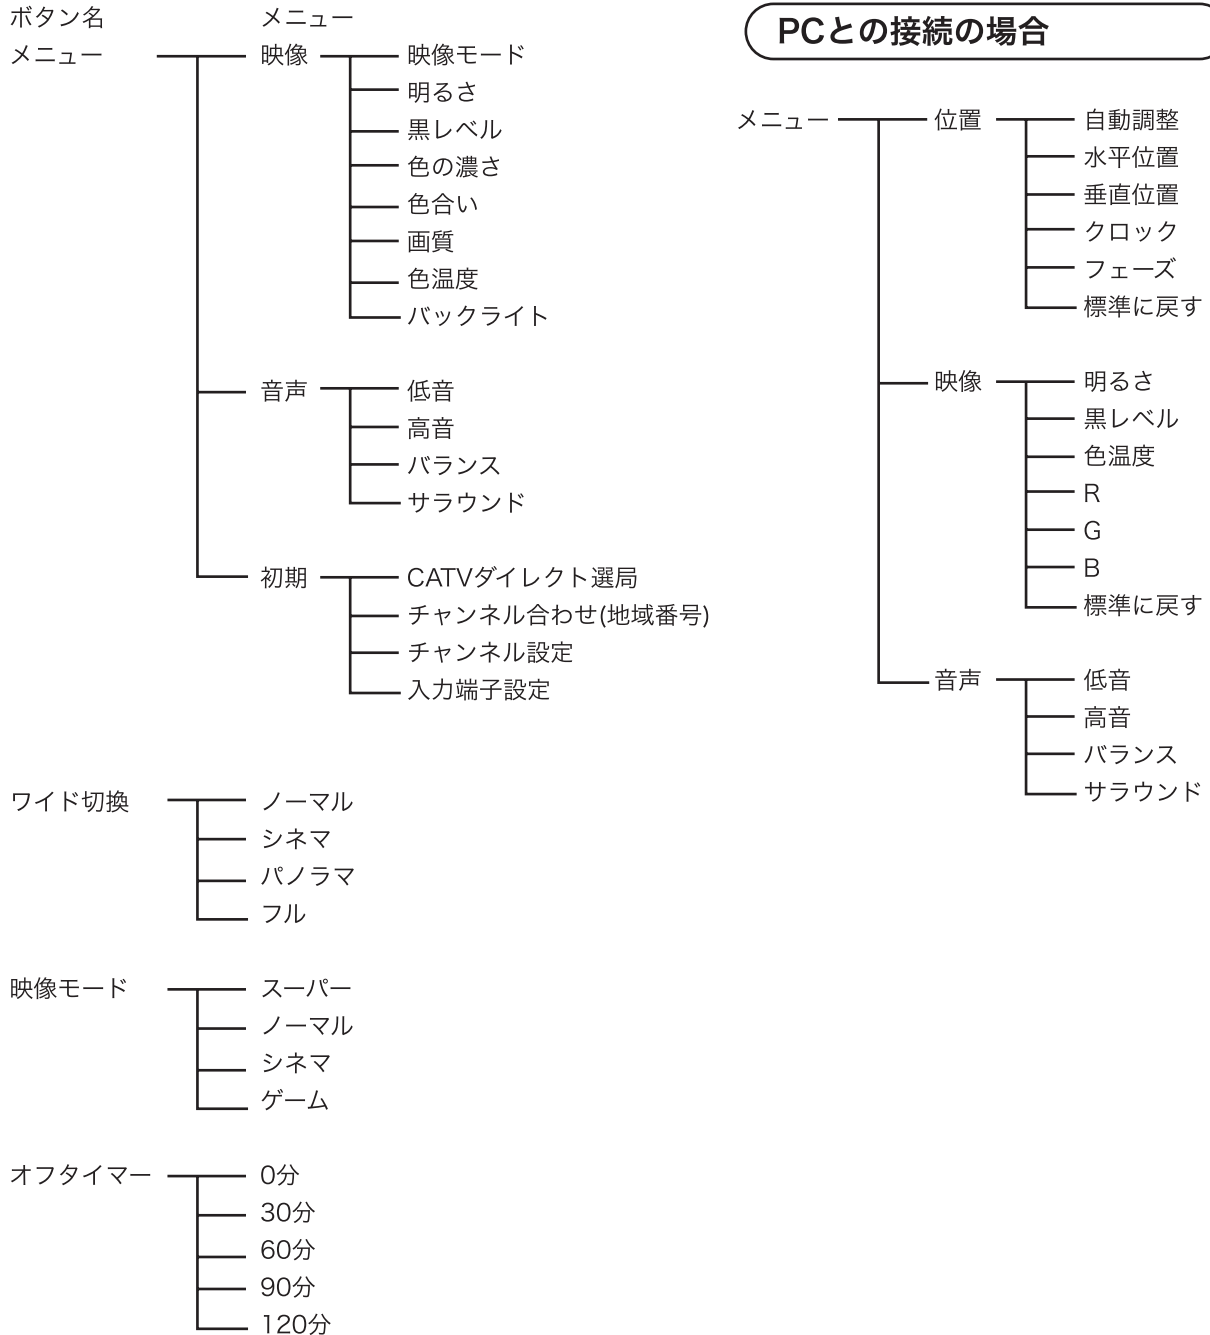 ボタン名 メニュー
メニュー 映像 映像モード
明るさ
黒レベル
色の濃さ
色合い
画質
色温度
バックライト
音声 低音
高音
バランス
サラウンド
初期 CATVダイレクト選局
チャンネル合わせ(地域番号)
チャンネル設定
入力端子設定
ワイド切換 ノーマル
シネマ
パノラマ
フル
映像モード スーパー
ノーマル
シネマ
ゲーム
オフタイマー 0分
30分
60分
90分
120分
PCとの接続の場合
メニュー 位置 自動調整
水平位置
垂直位置
クロック
フェーズ
標準に戻す
映像 明るさ
黒レベル
色温度
R
G
B
標準に戻す
音声 低音
高音
バランス
サラウンド